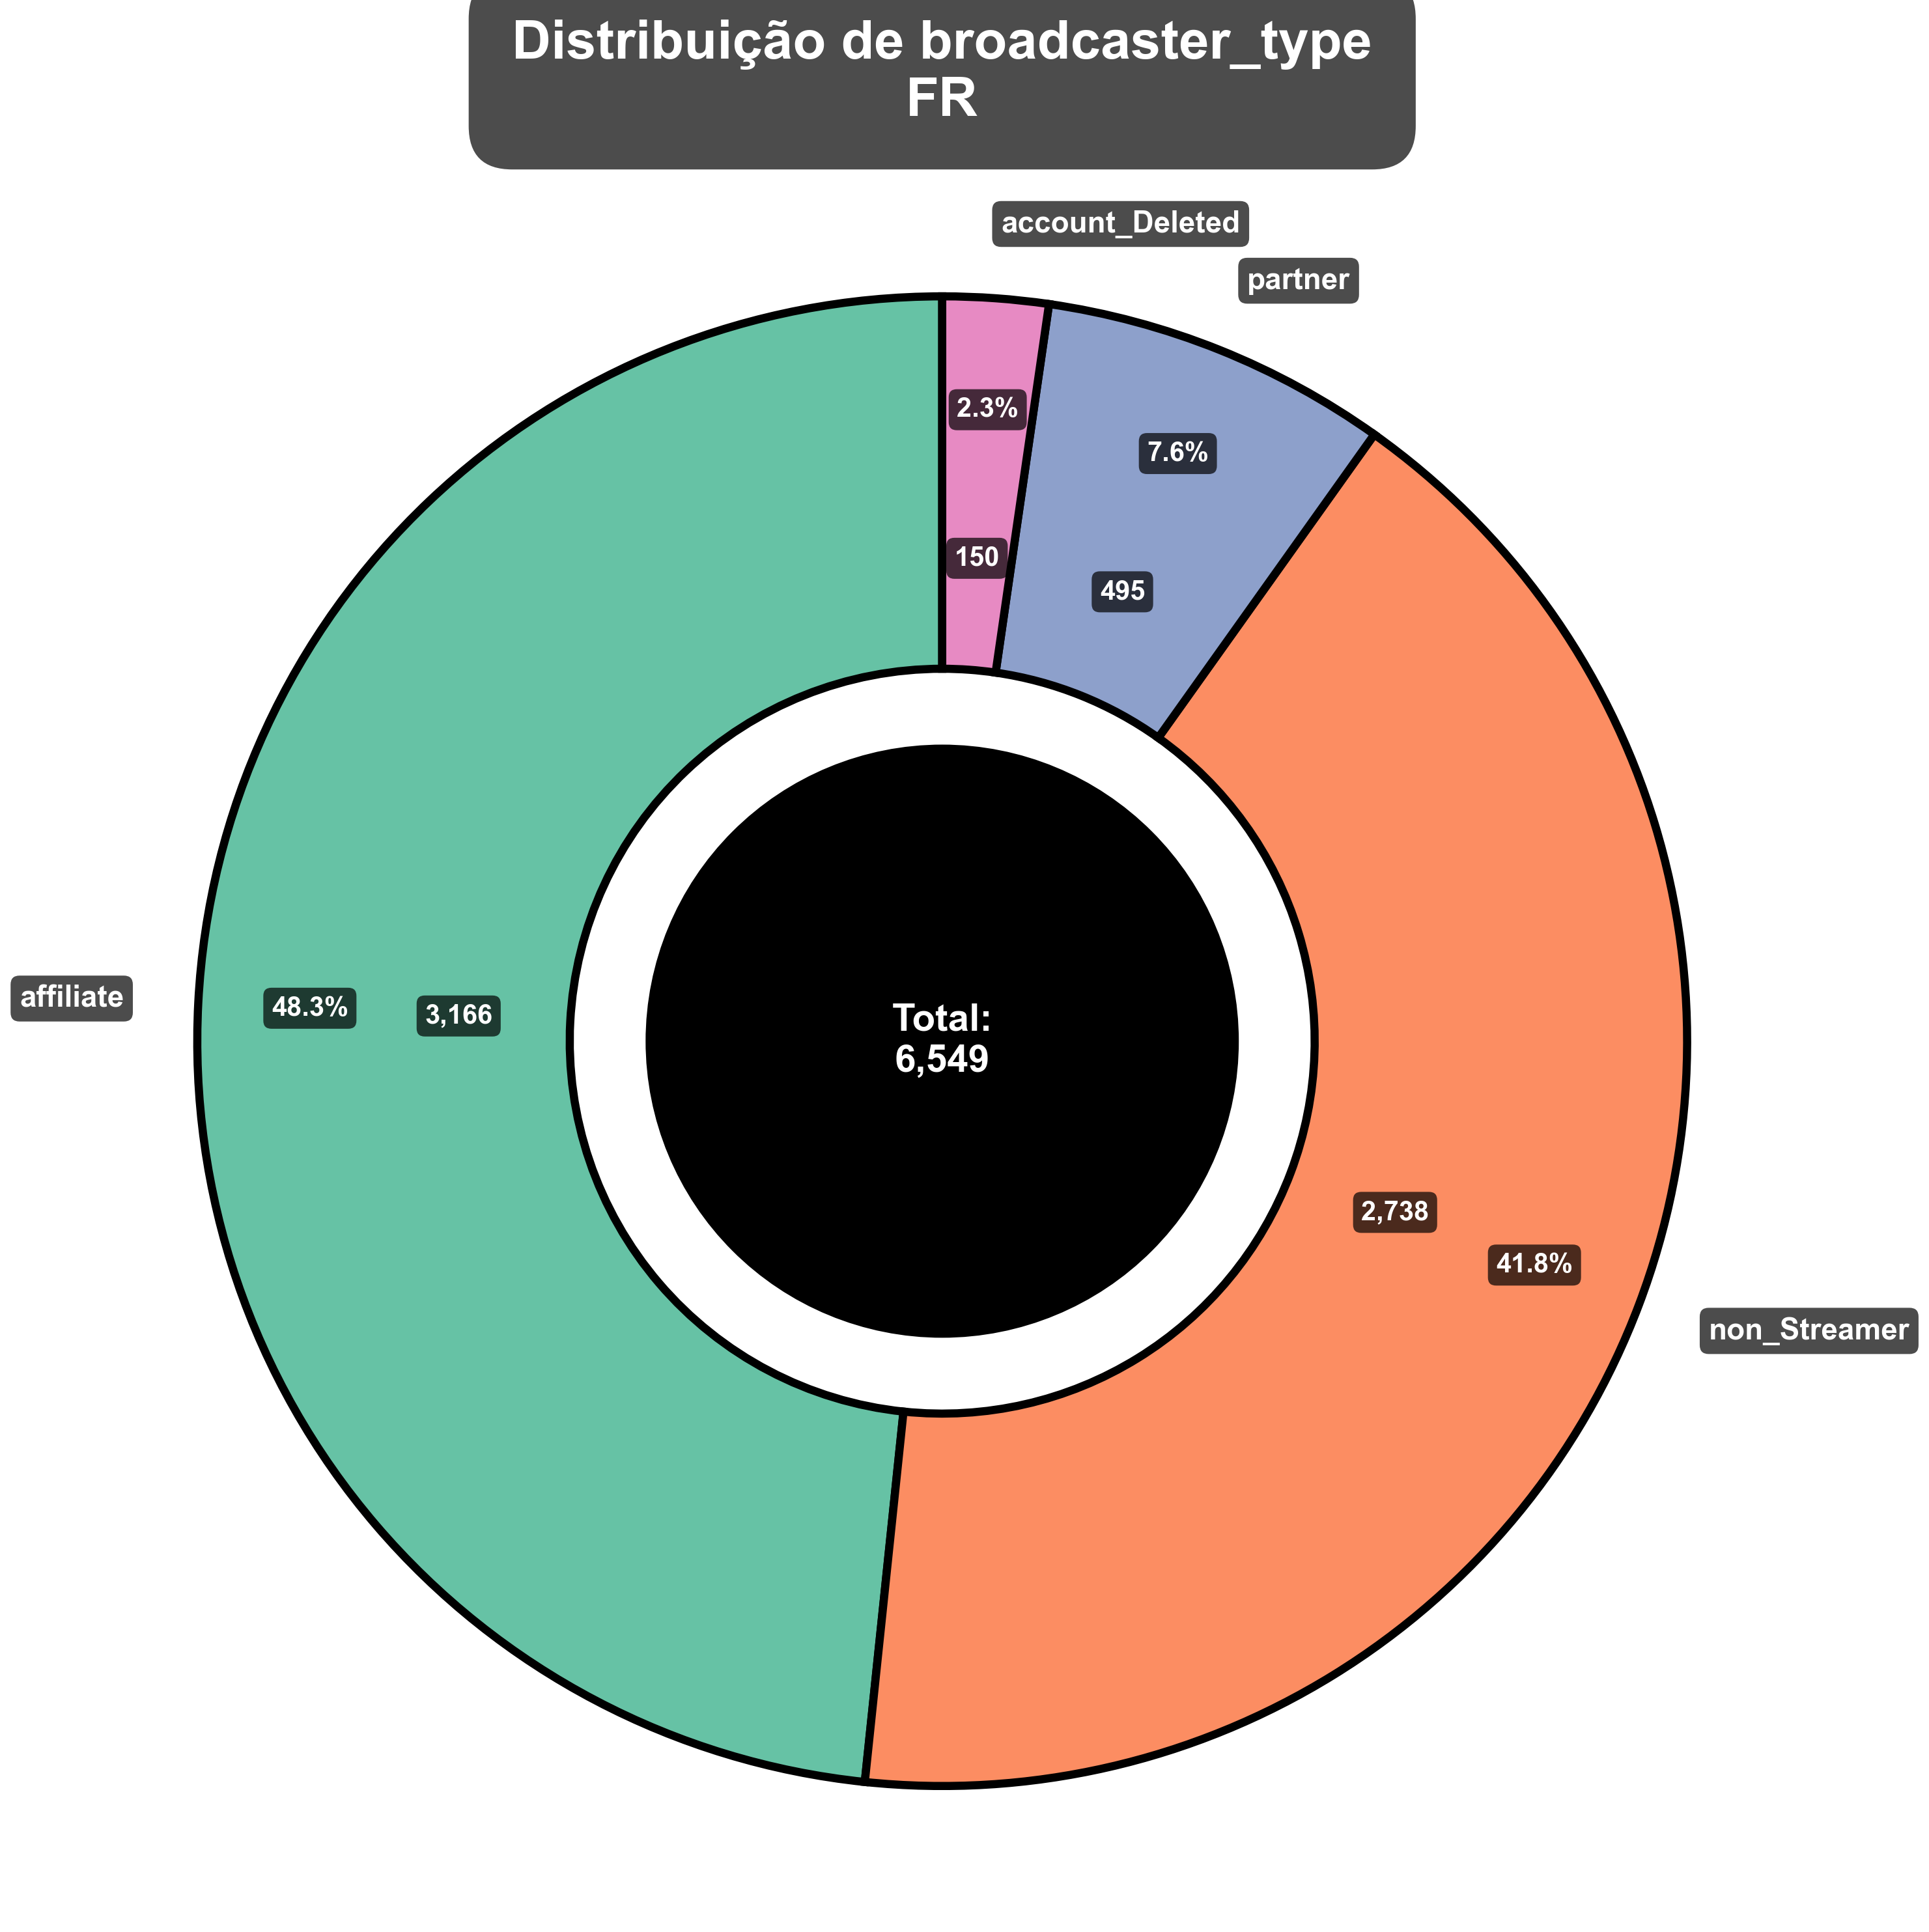 Distribuição de broadcaster_type
FR
account_Deleted
partner
2.3%
7.6%
150
495
affiliate
48.3%
3,166
Total:
6,549
2,738
41.8%
non_Streamer